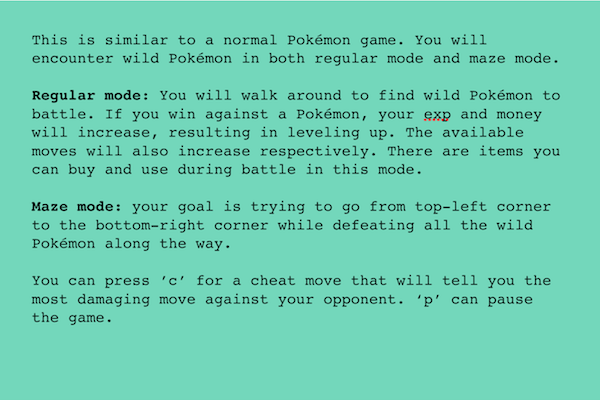 This is similar to a normal Pokémon game. You will
encounter wild Pokémon in both regular mode and maze mode.
Regular mode: You will walk around to find wild Pokémon to
battle. If you win against a Pokémon, your exp and money
will increase, resulting in leveling up. The available
moves will also increase respectively. There are items you
can buy and use during battle in this mode.
Maze mode: your goal is trying to go from top-left corner
to the bottom-right corner while defeating all the wild
Pokémon along the way.
You can press ‘c’ for a cheat move that will tell you the
most damaging move against your opponent. ‘p’ can pause
the game.